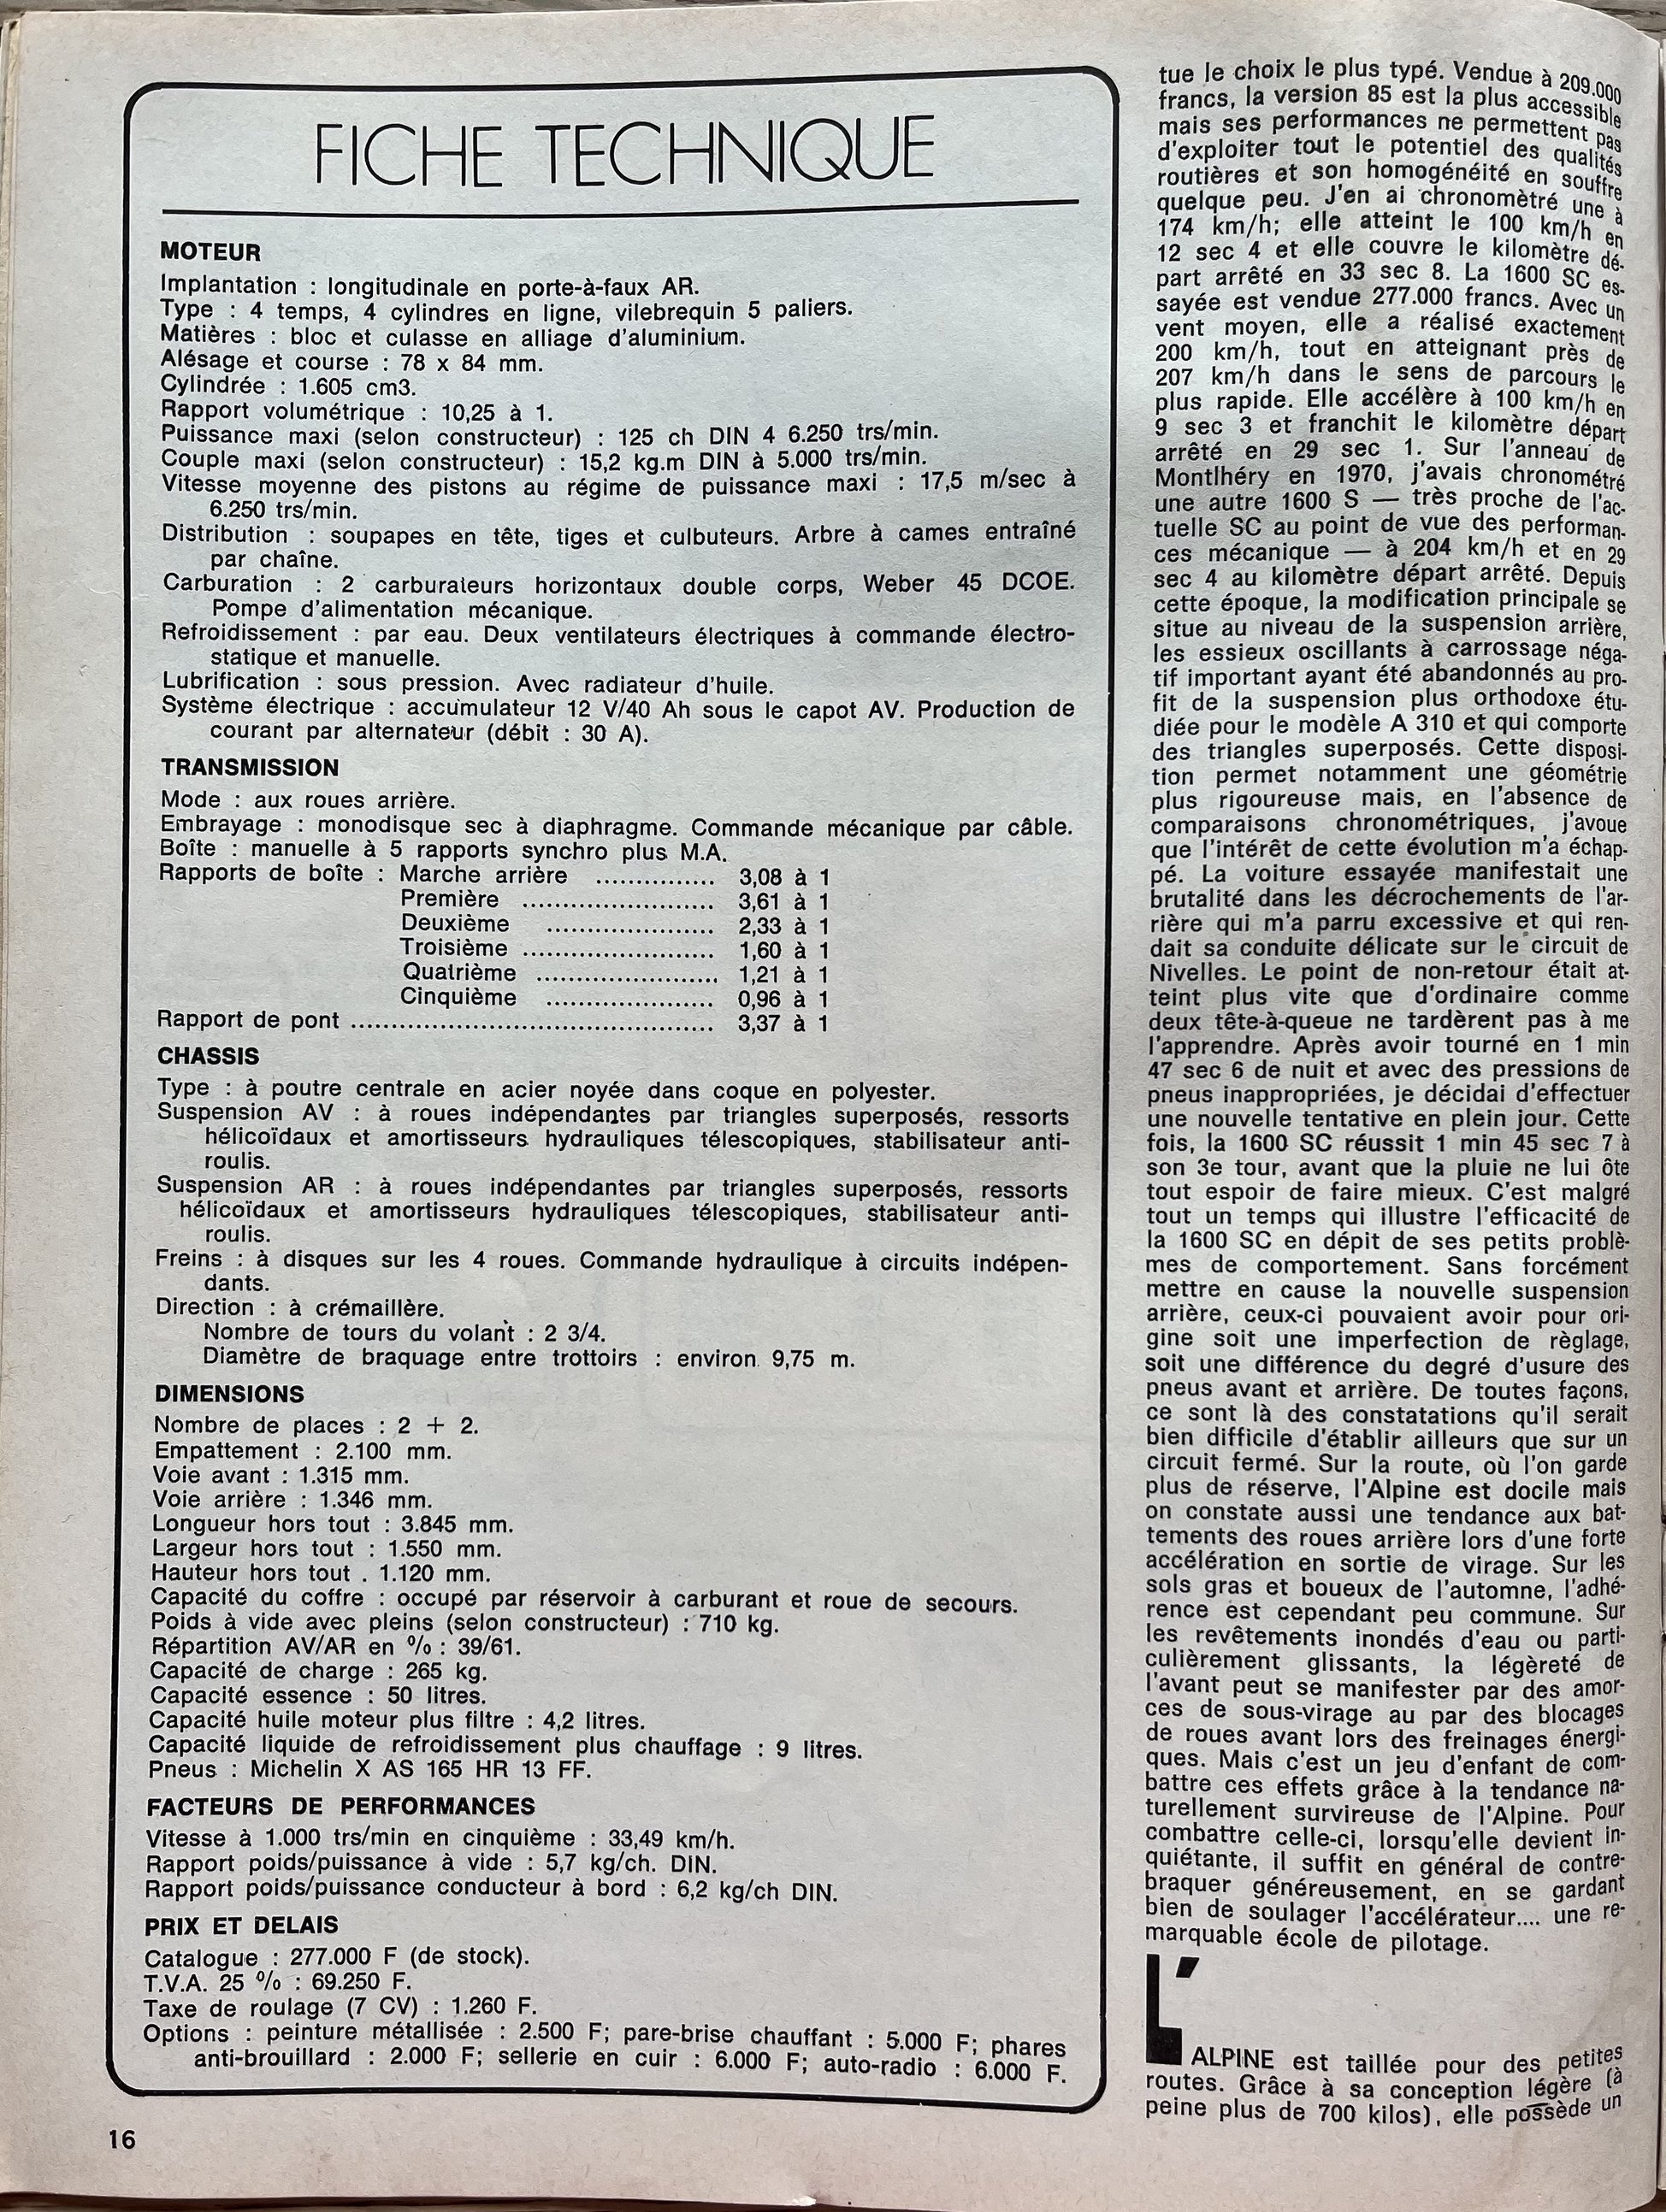 FICHE TECHNIQUE
MOTEUR
Implantation : longitudinale en porte-à-faux AR.
Type : 4 temps, 4 cylindres en ligne, vilebrequin 5 paliers.
Matières : bloc et culasse en alliage d'aluminium.
Alésage et course : 78 x 84 mm.
Cylindrée : 1.605 cm3.
Rapport volumétrique : 10,25 à 1.
Puissance maxi (selon constructeur) : 125 ch DIN 4 6.250 trs/min.
Couple maxi (selon constructeur) : 15,2 kg.m DIN à 5.000 trs/min.
Vitesse moyenne des pistons au régime de puissance maxi : 17,5 m/sec à
6.250 trs/min.
Distribution : soupapes en tête, tiges et culbuteurs. Arbre à cames entraîné
par chaîne.
Carburation : 2 carburateurs horizontaux double corps, Weber 45 DCOE.
Pompe d'alimentation mécanique.
Refroidissement : par eau. Deux ventilateurs électriques à commande électro-
statique et manuelle.
Lubrification : sous pression. Avec radiateur d'huile.
Système électrique : accumulateur 12 V/40 Ah sous le capot AV. Production de
courant par alternateur (débit : 30 A).
TRANSMISSION
Mode : aux roues arrière.
Embrayage : monodisque sec à diaphragme. Commande mécanique par câble.
Boîte : manuelle à 5 rapports synchro plus M.A.
Rapports de boîte : Marche arrière ............... 3,08 à 1
Première ........................ 3,61 à 1
Deuxième ..................... 2,33 à 1
Troisième ........................ 1,60 à 1
Quatrième ....................... 1,21 à 1
Cinquième ..................... 0,96 à 1
Rapport de pont .............................................. 3,37 à 1
CHASSIS
Type : à poutre centrale en acier noyée dans coque en polyester.
Suspension AV : à roues indépendantes par triangles superposés, ressorts
hélicoïdaux et amortisseurs hydrauliques télescopiques, stabilisateur anti-
roulis.
Suspension AR : à roues indépendantes par triangles superposés, ressorts
hélicoïdaux et amortisseurs hydrauliques télescopiques, stabilisateur anti-
roulis.
Freins : à disques sur les 4 roues. Commande hydraulique à circuits indépen-
dants.
Direction : à crémaillère.
Nombre de tours du volant : 2 3/4.
Diamètre de braquage entre trottoirs : environ 9,75 m.
DIMENSIONS
Nombre de places : 2 + 2.
Empattement : 2.100 mm.
Voie avant : 1.315 mm.
Voie arrière : 1.346 mm.
Longueur hors tout : 3.845 mm.
Largeur hors tout : 1.550 mm.
Hauteur hors tout . 1.120 mm.
Capacité du coffre : occupé par réservoir à carburant et roue de secours.
Poids à vide avec pleins (selon constructeur) : 710 kg.
Répartition AV/AR en % : 39/61.
Capacité de charge : 265 kg.
Capacité essence : 50 litres.
Capacité huile moteur plus filtre : 4,2 litres.
Capacité liquide de refroidissement plus chauffage : 9 litres.
Pneus : Michelin X AS 165 HR 13 FF.
FACTEURS DE PERFORMANCES
Vitesse à 1.000 trs/min en cinquième : 33,49 km/h.
Rapport poids/puissance à vide : 5,7 kg/ch. DIN.
Rapport poids/puissance conducteur à bord : 6,2 kg/ch DIN.
PRIX ET DELAIS
Catalogue : 277.000 F (de stock).
T.V.A. 25 % : 69.250 F.
Taxe de roulage (7 CV) : 1.260 F.
Options : peinture métallisée : 2.500 F; pare-brise chauffant : 5.000 F; phares
anti-brouillard : 2.000 F; sellerie en cuir : 6.000 F; auto-radio : 6.000 F.
16
tue le choix le plus typé. Vendue à 209.000
francs, la version 85 est la plus accessible
mais ses performances ne permettent pas
d'exploiter tout le potentiel des qualités
routières et son homogénéité en souffre
quelque peu. J'en ai chronomètré une à
174 km/h; elle atteint le 100 km/h en
12 sec 4 et elle couvre le kilomètre dé-
part arrêté en 33 sec 8. La 1600 SC es-
sayée est vendue 277.000 francs. Avec un
vent moyen, elle a réalisé exactement
200 km/h, tout en atteignant près de
207 km/h dans le sens de parcours le
plus rapide. Elle accélère à 100 km/h en
9 sec 3 et franchit le kilomètre départ
arrêté en 29 sec 1. Sur l'anneau de
Montlhéry en 1970, j'avais chronométré
une autre 1600 S — très proche de l'ac-
tuelle SC au point de vue des performan-
ces mécanique — à 204 km/h et en 29
sec 4 au kilomètre départ arrêté. Depuis
cette époque, la modification principale se
situe au niveau de la suspension arrière,
les essieux oscillants à carrossage néga-
tif important ayant été abandonnés au pro-
fit de la suspension plus orthodoxe étu-
diée pour le modèle A 310 et qui comporte
des triangles superposés. Cette disposi-
tion permet notamment une géométrie
plus rigoureuse mais, en l'absence de
comparaisons chronométriques, j'avoue
que l'intérêt de cette évolution m'a échap-
pé. La voiture essayée manifestait une
brutalité dans les décrochements de l'ar-
rière qui m'a parru excessive et qui ren-
dait sa conduite délicate sur le circuit de
Nivelles. Le point de non-retour était at-
teint plus vite que d'ordinaire comme
deux tête-à-queue ne tardèrent pas à me
l'apprendre. Après avoir tourné en 1 min
47 sec 6 de nuit et avec des pressions de
pneus inappropriées, je décidai d'effectuer
une nouvelle tentative en plein jour. Cette
fois, la 1600 SC réussit 1 min 45 sec 7 à
son 3e tour, avant que la pluie ne lui ôte
tout espoir de faire mieux. C'est malgré
tout un temps qui illustre l'efficacité de
la 1600 SC en dépit de ses petits problè-
mes de comportement. Sans forcément
mettre en cause la nouvelle suspension
arrière, ceux-ci pouvaient avoir pour ori-
gine soit une imperfection de règlage,
soit une différence du degré d'usure des
pneus avant et arrière. De toutes façons,
ce sont là des constatations qu'il serait
bien difficile d'établir ailleurs que sur un
circuit fermé. Sur la route, où l'on garde
plus de réserve, l'Alpine est docile mais
on constate aussi une tendance aux bat-
tements des roues arrière lors d'une forte
accélération en sortie de virage. Sur les
sols gras et boueux de l'automne, l'adhé-
rence est cependant peu commune. Sur
les revêtements inondés d'eau ou parti-
culièrement glissants, la légèreté de
l'avant peut se manifester par des amor-
ces de sous-virage au par des blocages
de roues avant lors des freinages énergi-
ques. Mais c'est un jeu d'enfant de com-
battre ces effets grâce à la tendance na-
turellement survireuse de l'Alpine. Pour
combattre celle-ci, lorsqu'elle devient in-
quiétante, il suffit en général de contre-
braquer généreusement, en se gardant
bien de soulager l'accélérateur.... une re-
marquable école de pilotage.
L'ALPINE est taillée pour des petites
routes. Grâce à sa conception légère (à
peine plus de 700 kilos), elle possède un